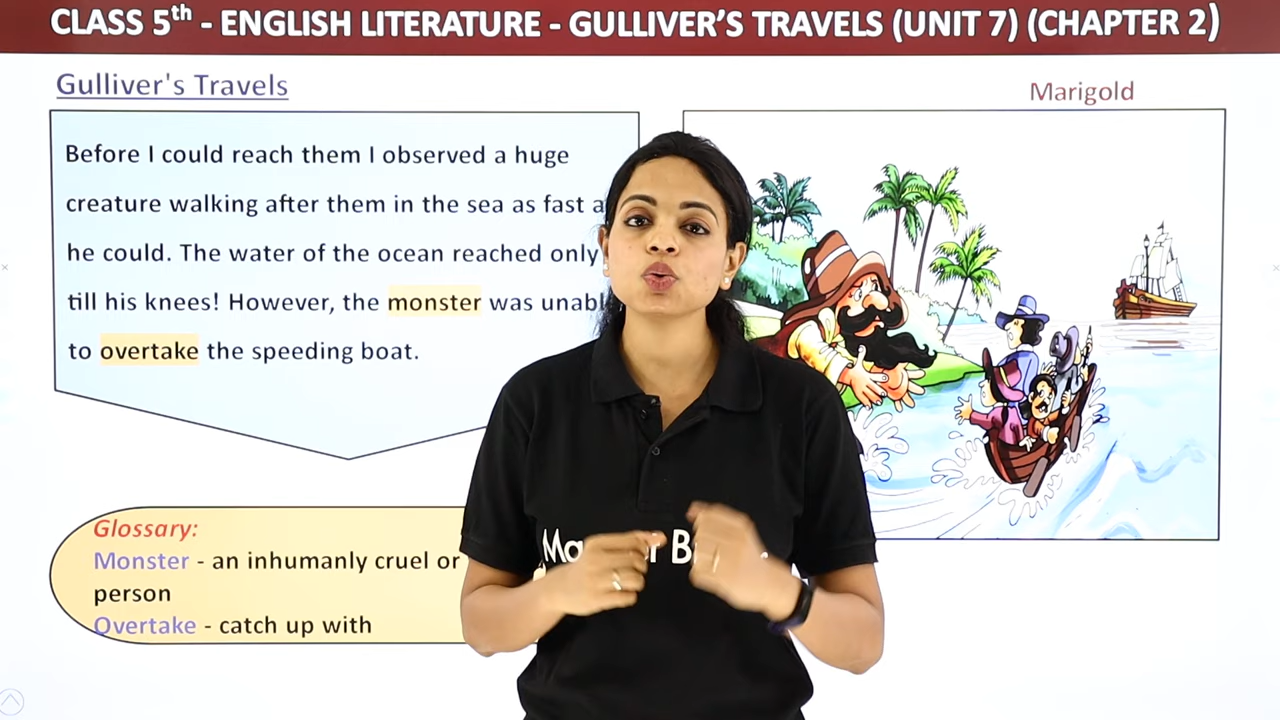 CLASS 5th - ENGLISH LITERATURE - GULLIVER'S TRAVELS (UNIT 7) (CHAPTER 2)
Gulliver's Travels
Marigold
Before I could reach them I observed a huge
creature walking after them in the sea as fast a
he could. The water of the ocean reached only
till his knees! However, the monster was unabl
to overtake the speeding boat.
Glossary:
Monster - an inhumanly cruel or
person
Overtake - catch up with